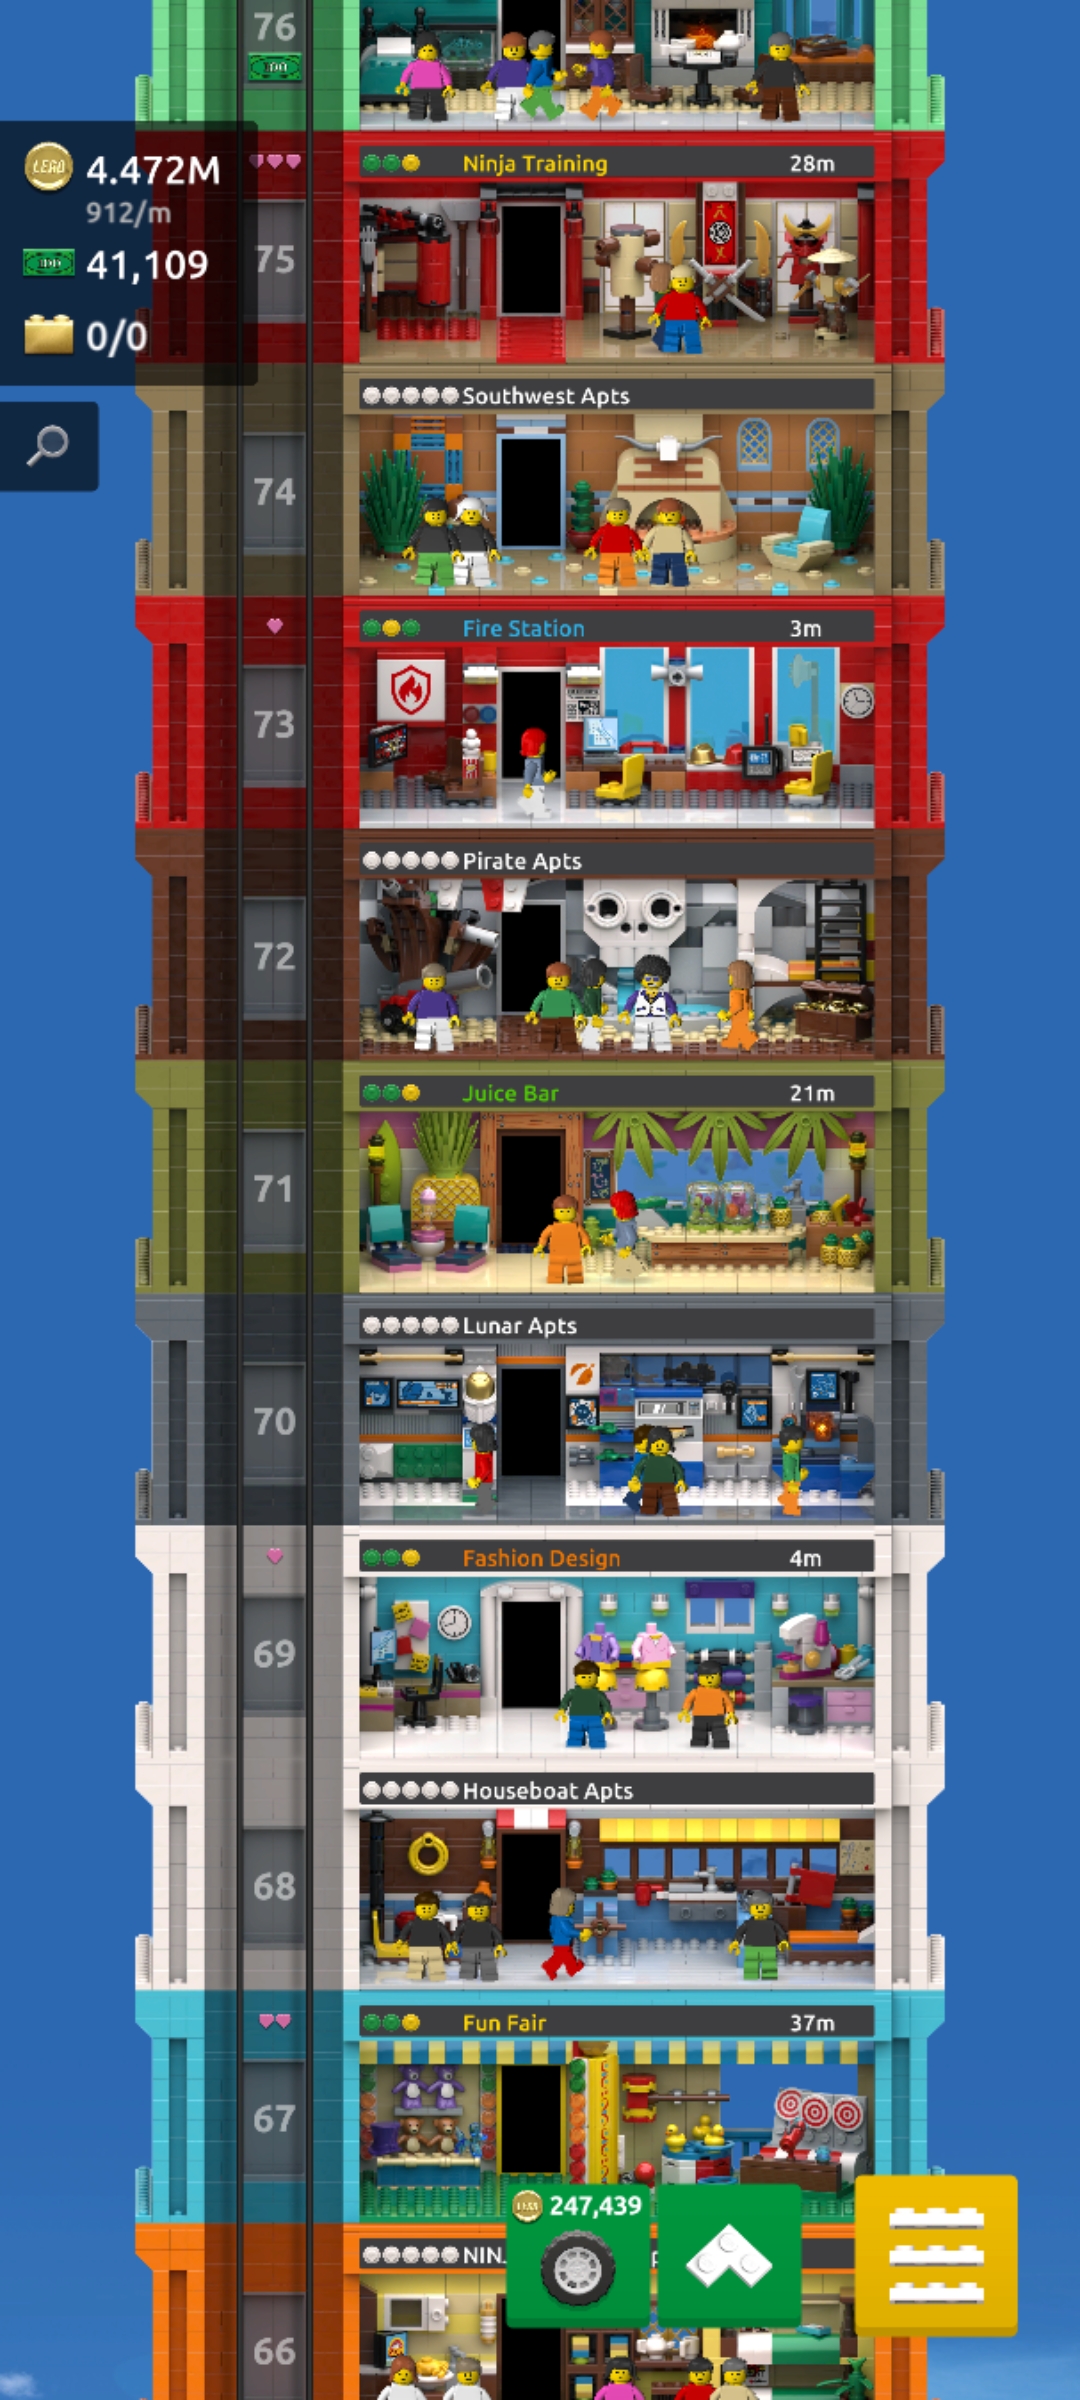 76
LEGO 4.472M
912/m
41,109
0/0
Ninja Training 28m
75
Southwest Apts
74
Fire Station 3m
73
Pirate Apts
72
Juice Bar 21m
71
Lunar Apts
70
Fashion Design 4m
69
Houseboat Apts
68
Fun Fair 37m
67
247,439
NIN
66